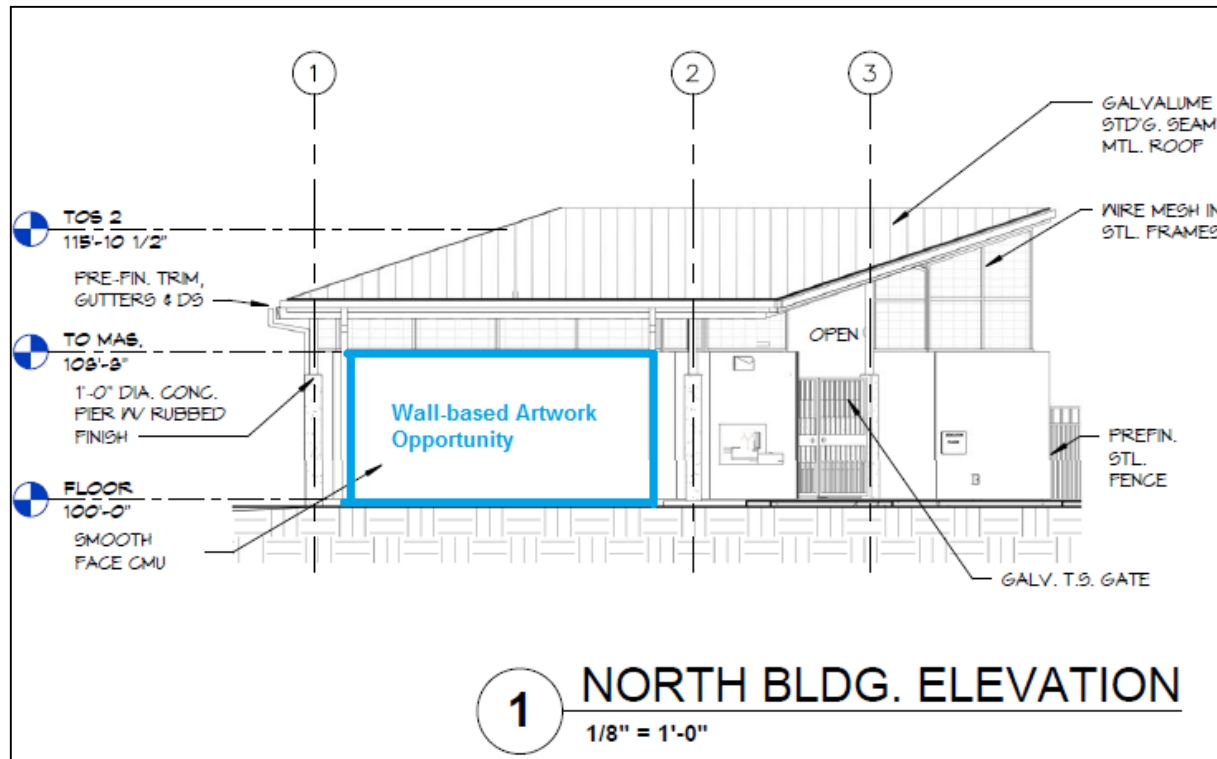 1
2
3
GALVALUME
STD'G. SEAM
MTL. ROOF
WIRE MESH IN
STL. FRAMES
TOS 2
115'-10 1/2"
PRE-FIN. TRIM,
GUTTERS & DS
TO MAS.
108'-8"
1'-0" DIA. CONC.
PIER W/ RUBBED
FINISH
OPEN
Wall-based Artwork
Opportunity
PREFIN.
STL.
FENCE
FLOOR
100'-0"
SMOOTH
FACE CMU
GALV. T.S. GATE
1
NORTH BLDG. ELEVATION
1/8" = 1'-0"